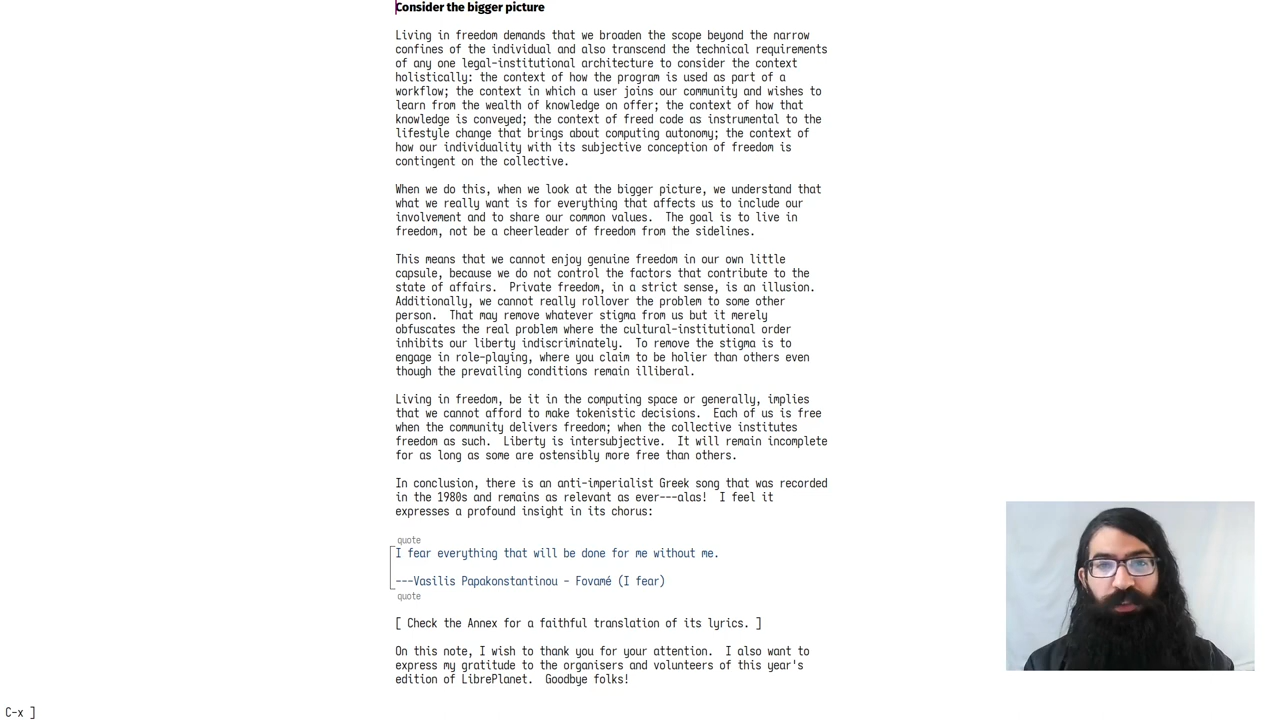 Consider the bigger picture
Living in freedom demands that we broaden the scope beyond the narrow
confines of the individual and also transcend the technical requirements
of any one legal-institutional architecture to consider the context
holistically: the context of how the program is used as part of a
workflow; the context in which a user joins our community and wishes to
learn from the wealth of knowledge on offer; the context of how that
knowledge is conveyed; the context of freed code as instrumental to the
lifestyle change that brings about computing autonomy; the context of
how our individuality with its subjective conception of freedom is
contingent on the collective.
When we do this, when we look at the bigger picture, we understand that
what we really want is for everything that affects us to include our
involvement and to share our common values.  The goal is to live in
freedom, not be a cheerleader of freedom from the sidelines.
This means that we cannot enjoy genuine freedom in our own little
capsule, because we do not control the factors that contribute to the
state of affairs.  Private freedom, in a strict sense, is an illusion.
Additionally, we cannot really rollover the problem to some other
person.  That may remove whatever stigma from us but it merely
obfuscates the real problem where the cultural-institutional order
inhibits our liberty indiscriminately.  To remove the stigma is to
engage in role-playing, where you claim to be holier than others even
though the prevailing conditions remain illiberal.
Living in freedom, be it in the computing space or generally, implies
that we cannot afford to make tokenistic decisions.  Each of us is free
when the community delivers freedom; when the collective institutes
freedom as such.  Liberty is intersubjective.  It will remain incomplete
for as long as some are ostensibly more free than others.
In conclusion, there is an anti-imperialist Greek song that was recorded
in the 1980s and remains as relevant as ever---alas!  I feel it
expresses a profound insight in its chorus:
quote
I fear everything that will be done for me without me.
---Vasilis Papakonstantinou - Fovamé (I fear)
quote
[ Check the Annex for a faithful translation of its lyrics. ]
On this note, I wish to thank you for your attention.  I also want to
express my gratitude to the organisers and volunteers of this year's
edition of LibrePlanet.  Goodbye folks!
C-x ]